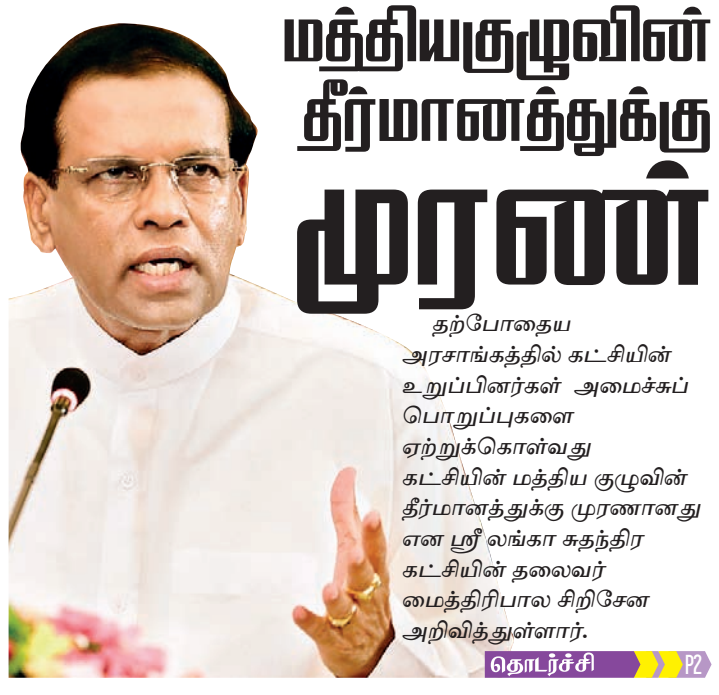 மத்தியகுழுவின்
தீர்மானத்துக்கு
முரண்
தற்போதைய
அரசாங்கத்தில் கட்சியின்
உறுப்பினர்கள் அமைச்சுப்
பொறுப்புகளை
ஏற்றுக்கொள்வது
கட்சியின் மத்திய குழுவின்
தீர்மானத்துக்கு முரணானது
என ஸ்ரீ லங்கா சுதந்திர
கட்சியின் தலைவர்
மைத்திரிபால சிறிசேன
அறிவித்துள்ளார்.
தொடர்ச்சி P2